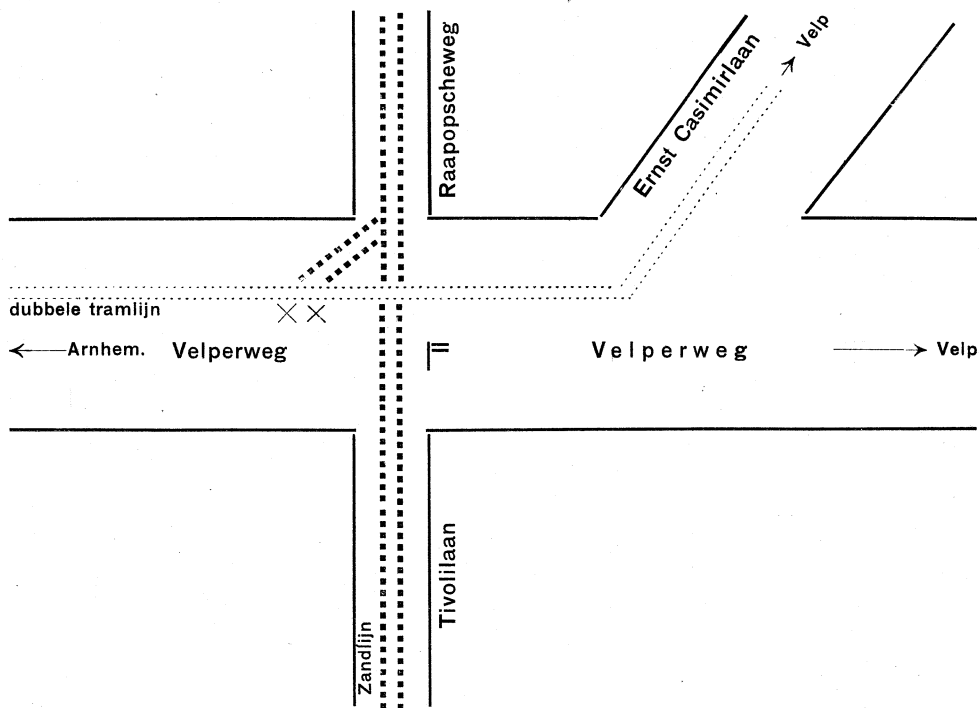 Raapopscheweg
Ernst Casimirlaan
Velp
dubbele tramlijn
Arnhem.
Velperweg
Velperweg
Velp
Tivolilaan
Zandlijn